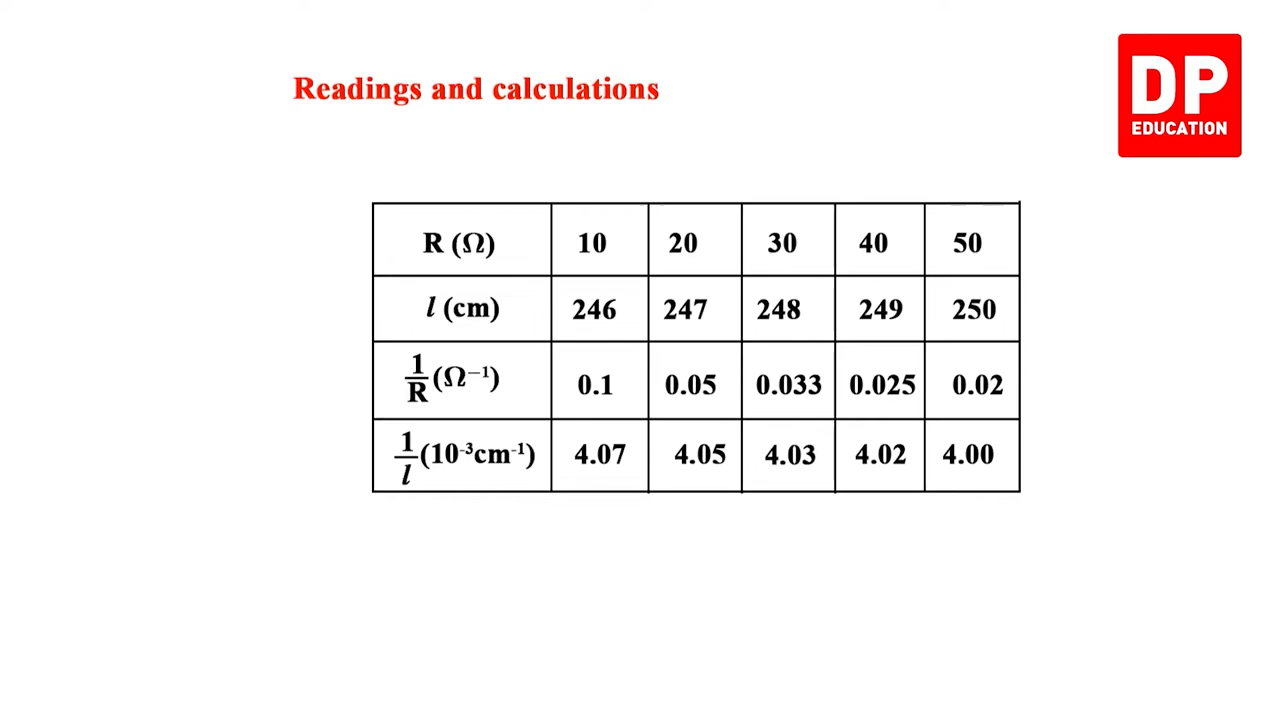 Readings and calculations
DP
EDUCATION
R (Ω) 10 20 30 40 50
l (cm) 246 247 248 249 250
1/R (Ω⁻¹) 0.1 0.05 0.033 0.025 0.02
1/l (10⁻³cm⁻¹) 4.07 4.05 4.03 4.02 4.00